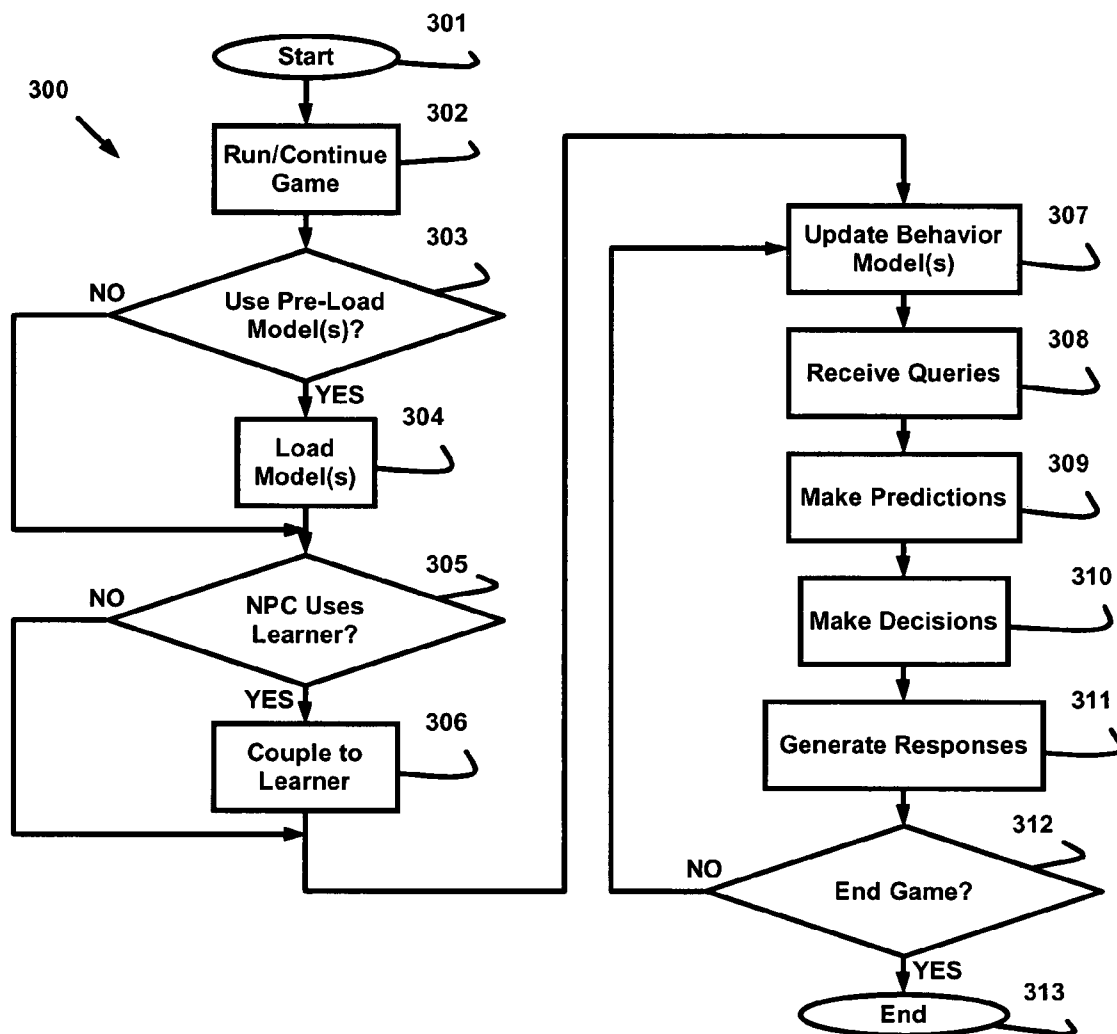 301
Start
300
302
Run/Continue
Game
303
NO
Use Pre-Load
Model(s)?
YES
304
Load
Model(s)
305
NO
NPC Uses
Learner?
YES
306
Couple to
Learner
307
Update Behavior
Model(s)
308
Receive Queries
309
Make Predictions
310
Make Decisions
311
Generate Responses
312
NO
End Game?
YES
313
End